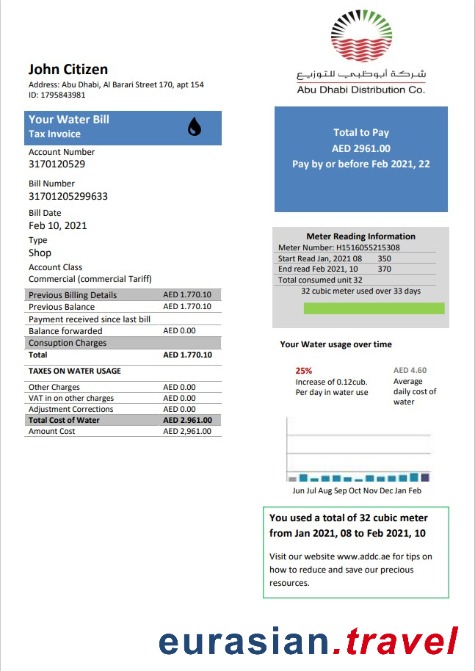 John Citizen
Address: Abu Dhabi, Al Barari Street 170, apt 154
ID: 1795843981
شركة أبوظبي للتوزيع
Abu Dhabi Distribution Co.
Your Water Bill
Tax Invoice
Account Number
3170120529
Bill Number
31701205299633
Bill Date
Feb 10, 2021
Type
Shop
Account Class
Commercial (commercial Tariff)
Previous Billing Details AED 1.770.10
Previous Balance AED 1.770.10
Payment received since last bill
Balance forwarded AED 0.00
Consuption Charges
Total AED 1.770.10
TAXES ON WATER USAGE
Other Charges AED 0.00
VAT in on other charges AED 0.00
Adjustment Corrections AED 0.00
Total Cost of Water AED 2.961.00
Amount Cost AED 2,961.00
Total to Pay
AED 2961.00
Pay by or before Feb 2021, 22
Meter Reading Information
Meter Number: H1516055215308
Start Read Jan, 2021 08 350
End read Feb 2021, 10 370
Total consumed unit 32
32 cubic meter used over 33 days
Your Water usage over time
25%
Increase of 0.12cub.
Per day in water use
AED 4.60
Average
daily cost of
water
Jun Jul Aug Sep Oct Nov Dec Jan Feb
You used a total of 32 cubic meter
from Jan 2021, 08 to Feb 2021, 10
Visit our website www.addc.ae for tips on
how to reduce and save our precious
resources.
eurasian.travel